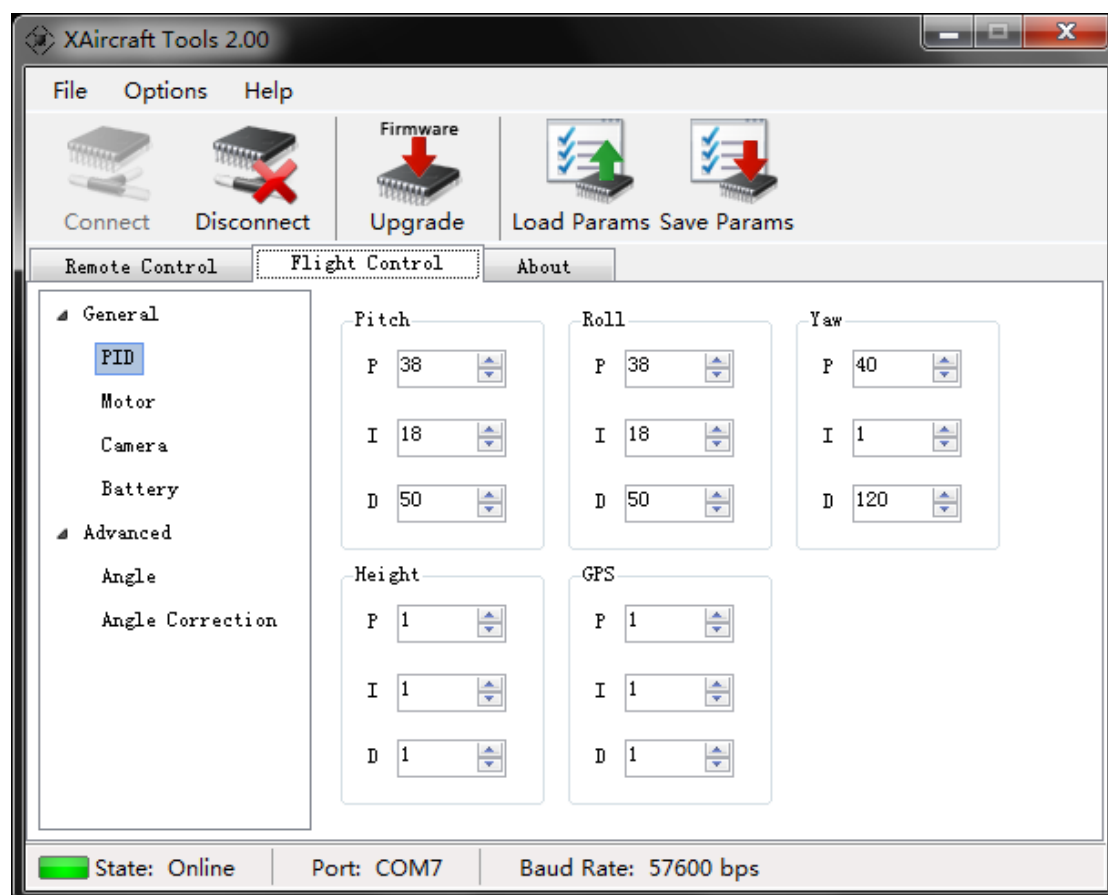 XAircraft Tools 2.00
File Options Help
Firmware
Connect Disconnect Upgrade Load Params Save Params
Remote Control Flight Control About
General
PID
Motor
Camera
Battery
Advanced
Angle
Angle Correction
Pitch Roll Yaw
P 38 P 38 P 40
I 18 I 18 I 1
D 50 D 50 D 120
Height GPS
P 1 P 1
I 1 I 1
D 1 D 1
State: Online Port: COM7 Baud Rate: 57600 bps